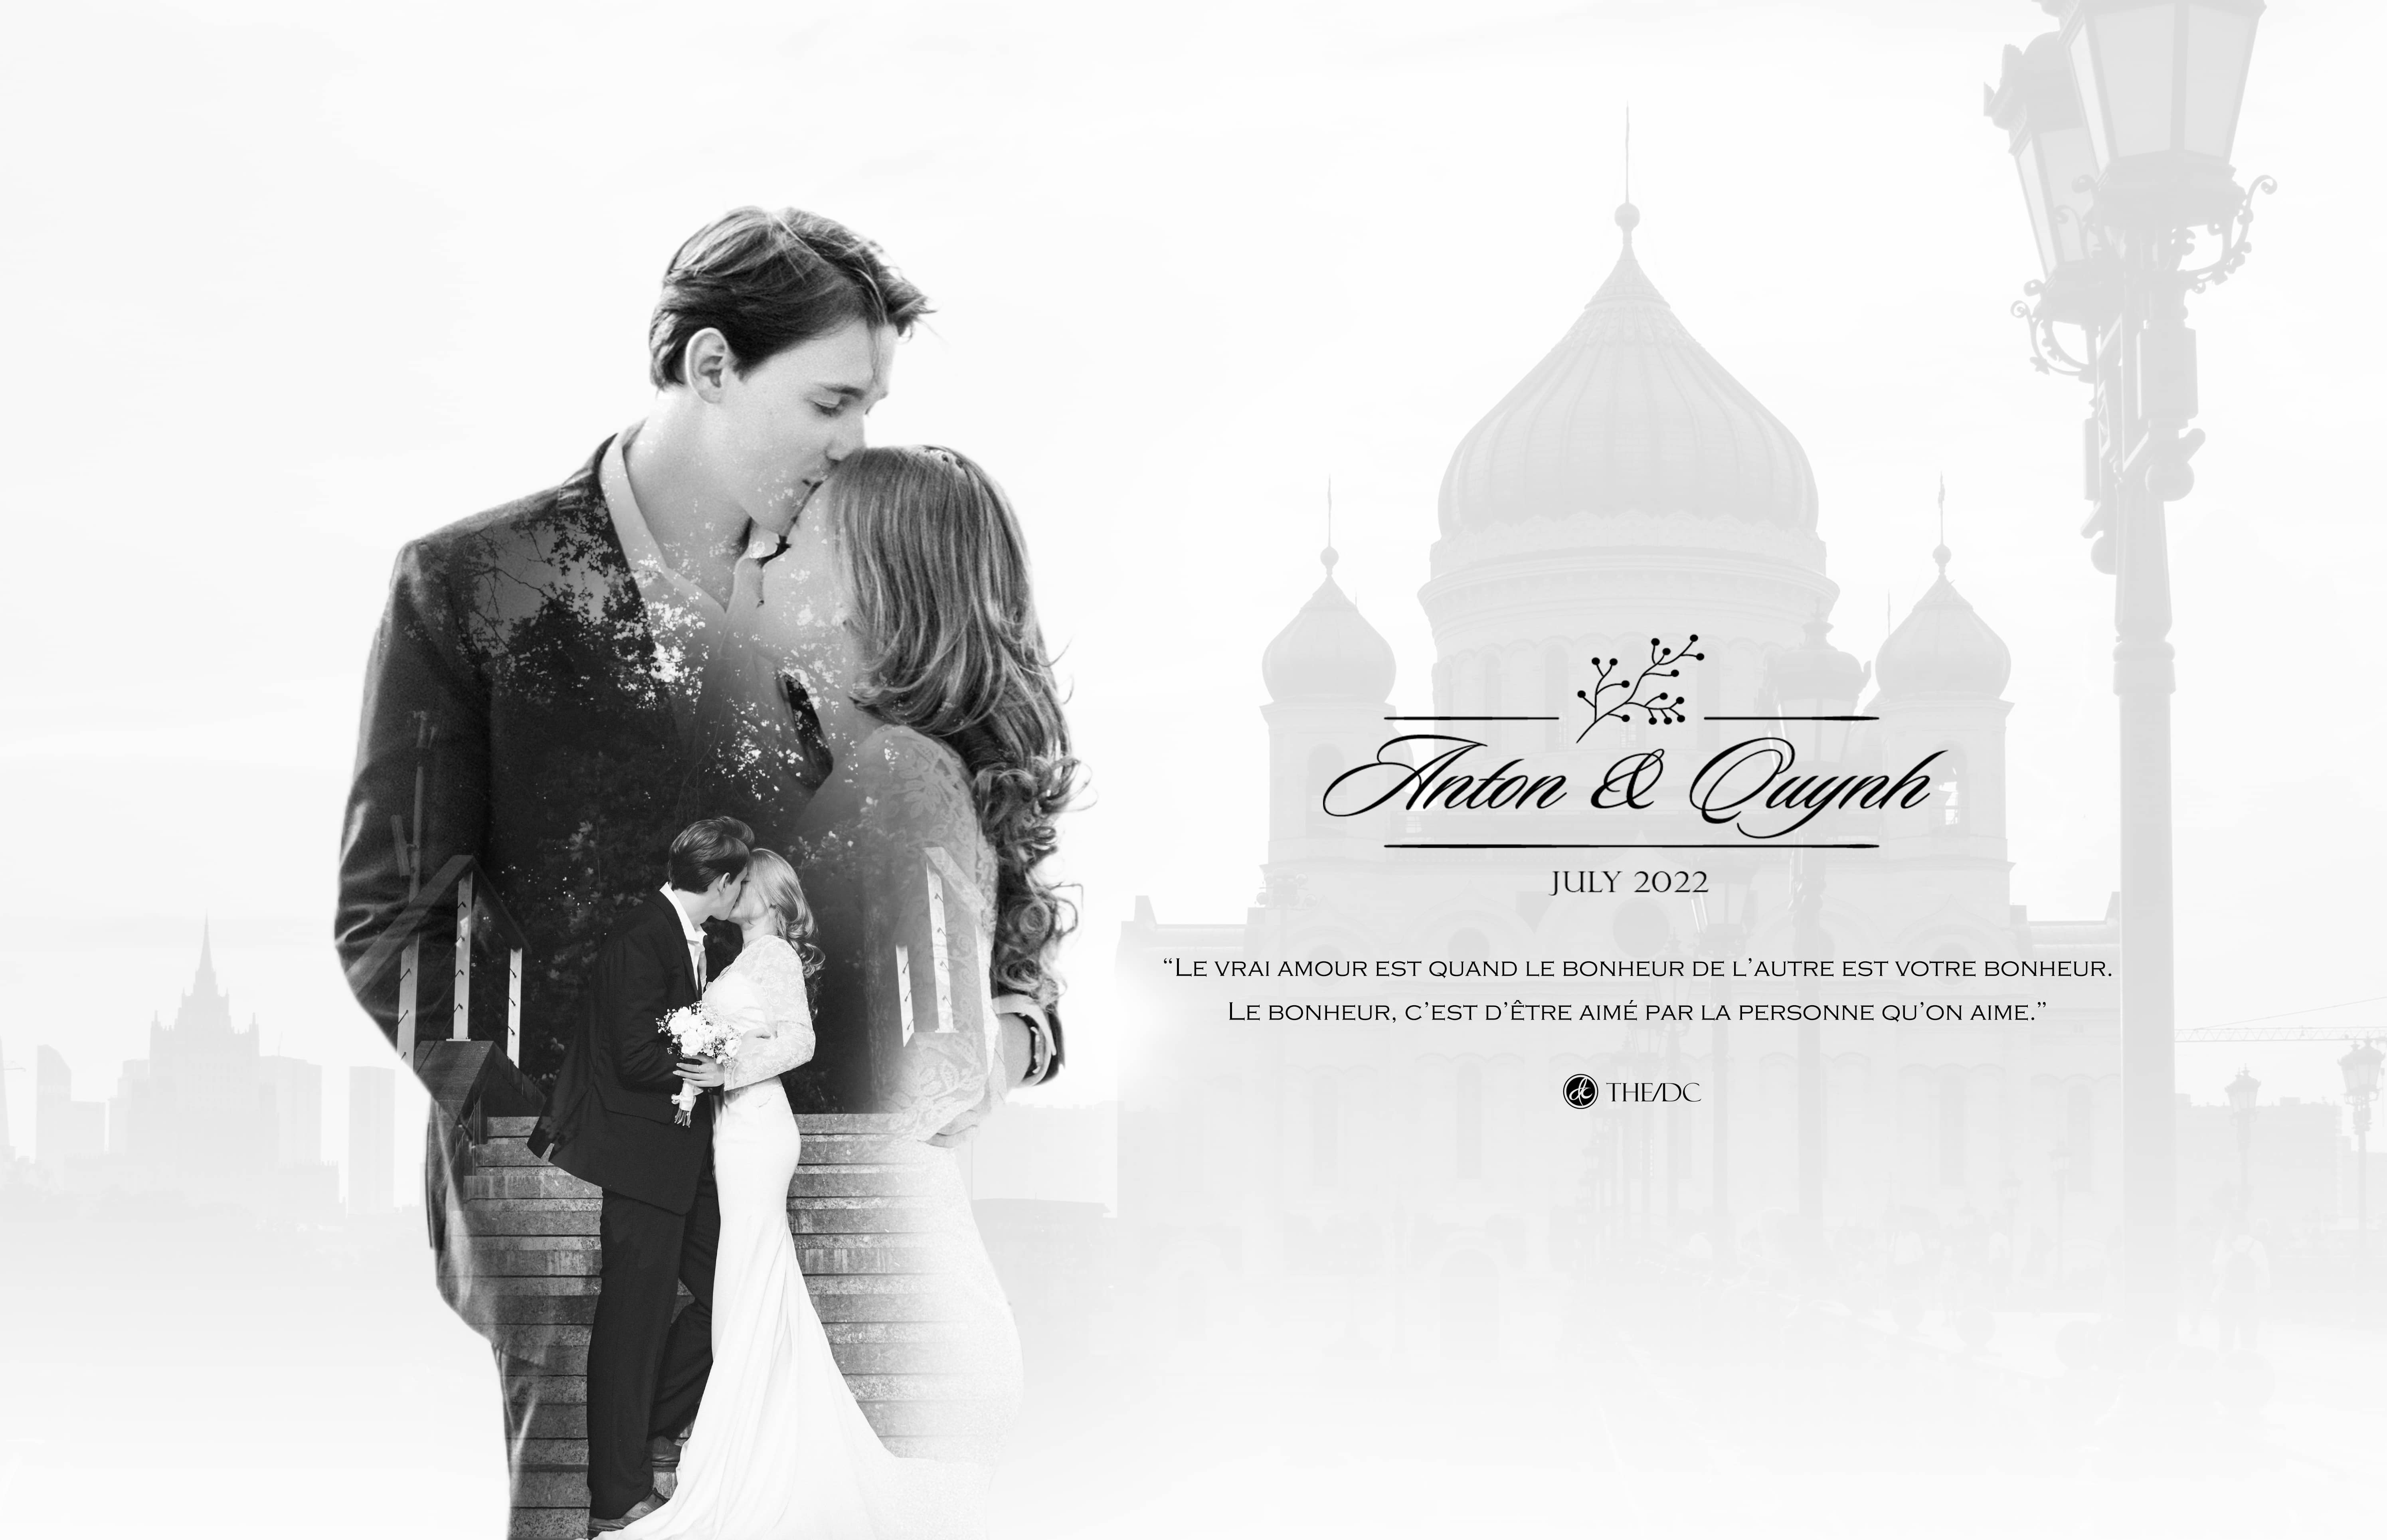 Anton & Quynh
JULY 2022
“LE VRAI AMOUR EST QUAND LE BONHEUR DE L’AUTRE EST VOTRE BONHEUR.
LE BONHEUR, C’EST D’ÊTRE AIMÉ PAR LA PERSONNE QU’ON AIME.”
dc THE/DC